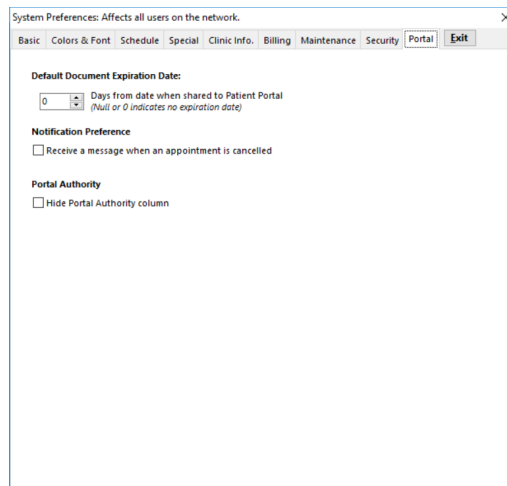 System Preferences: Affects all users on the network.
Basic Colors & Font Schedule Special Clinic Info. Billing Maintenance Security Portal Exit
Default Document Expiration Date:
0 Days from date when shared to Patient Portal
(Null or 0 indicates no expiration date)
Notification Preference
Receive a message when an appointment is cancelled
Portal Authority
Hide Portal Authority column